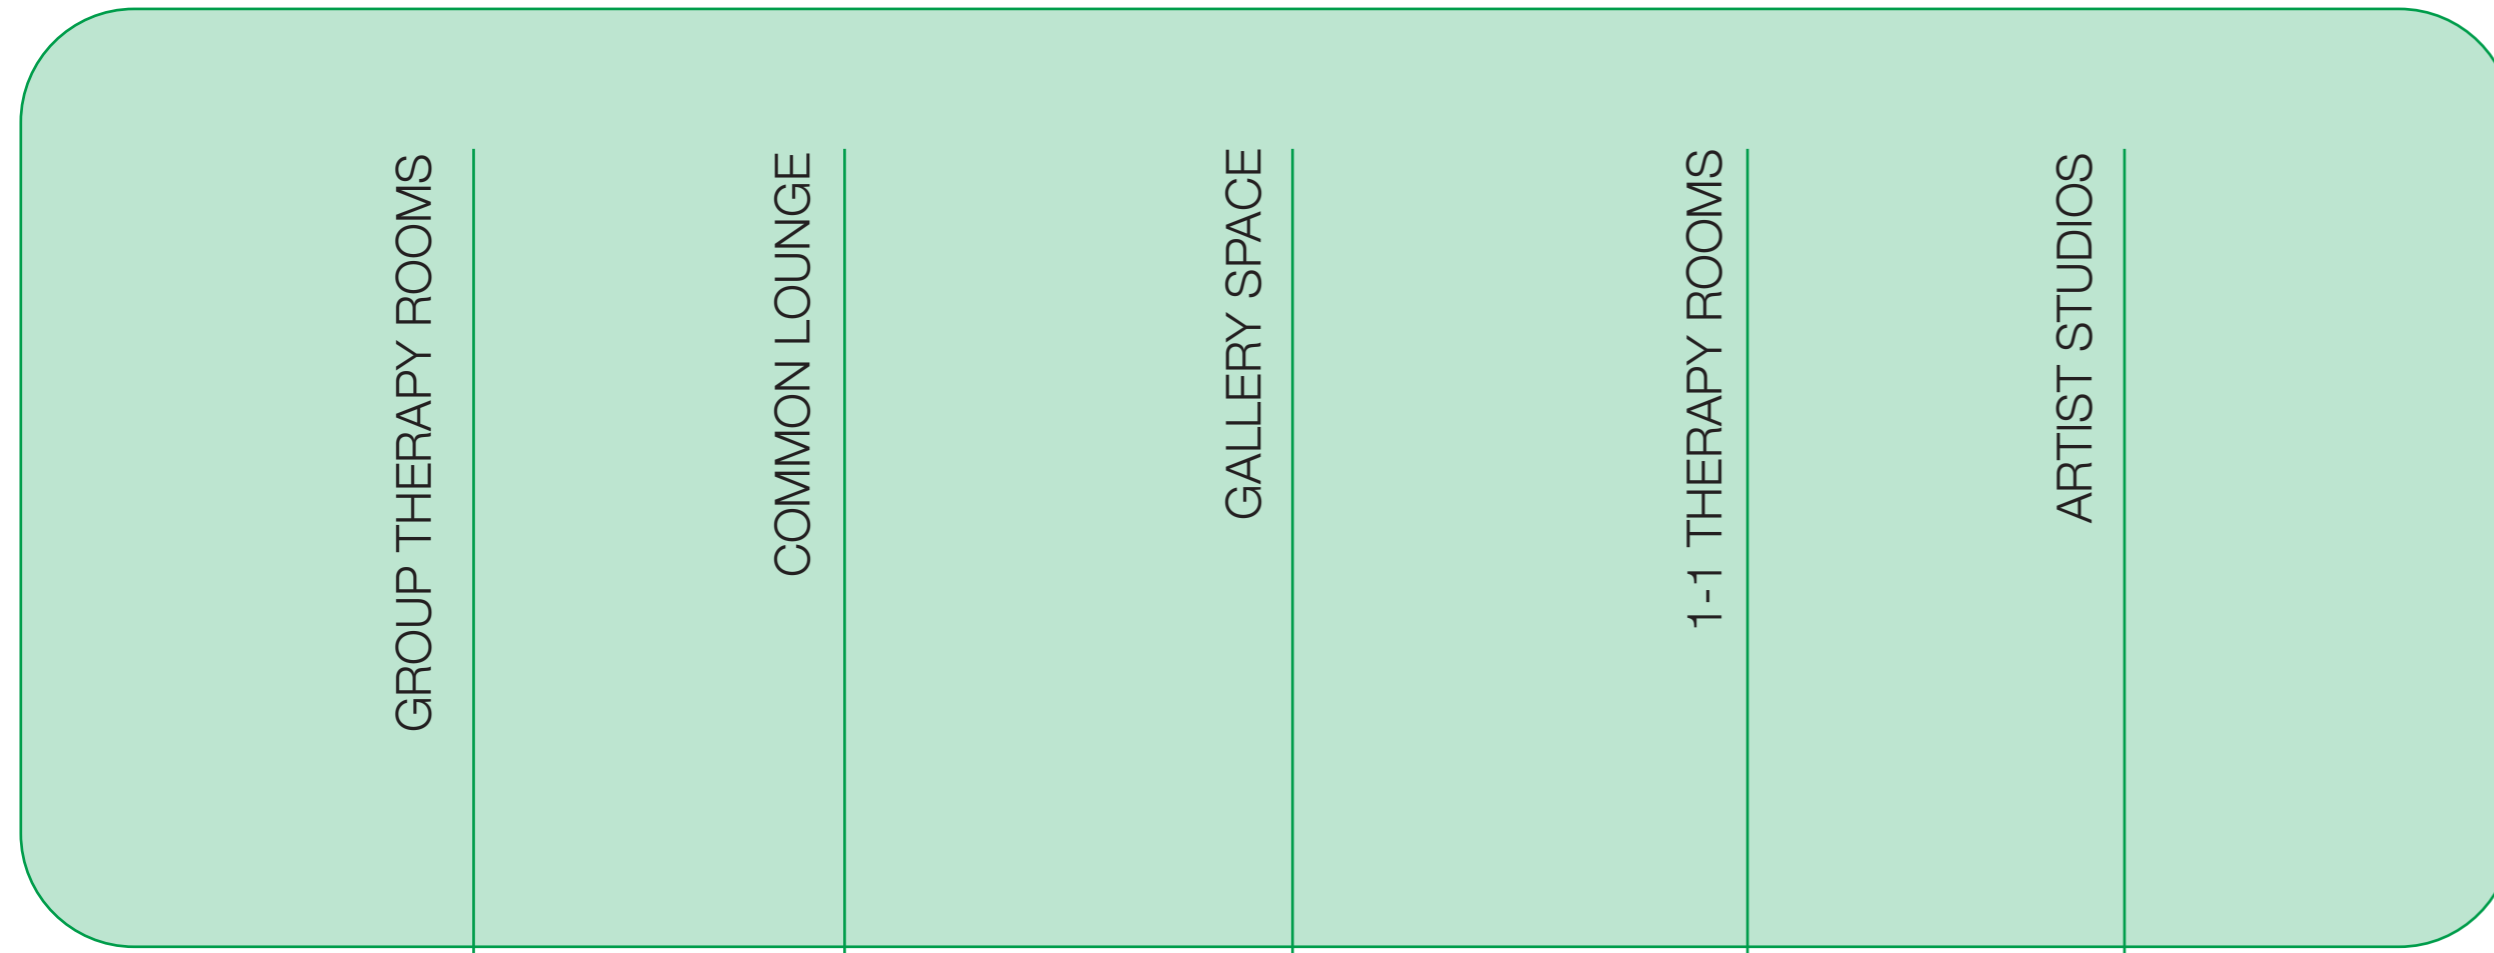 GROUP THERAPY ROOMS
COMMON LOUNGE
GALLERY SPACE
1-1 THERAPY ROOMS
ARTIST STUDIOS